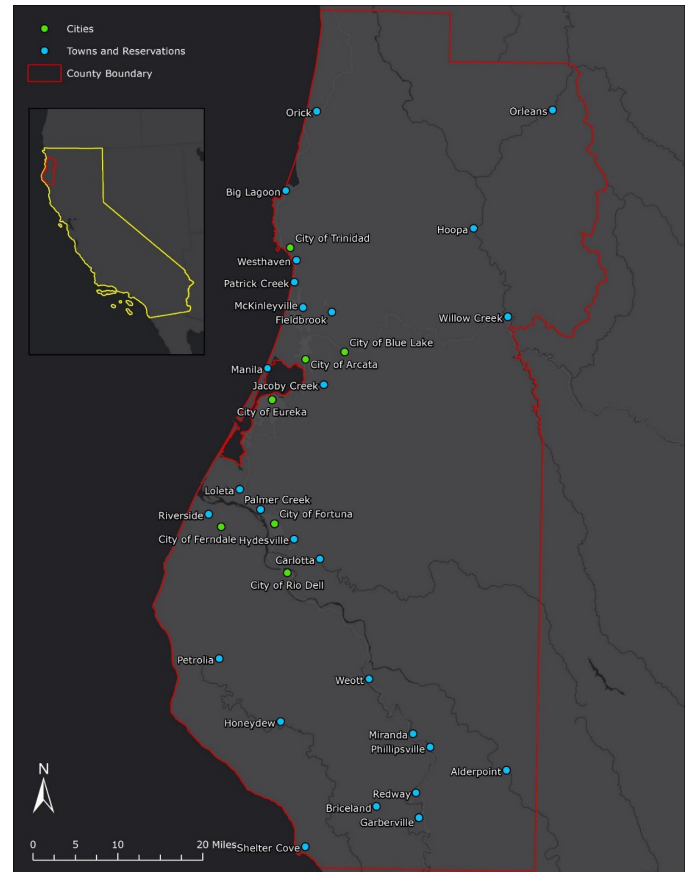 Cities
Towns and Reservations
County Boundary
Orick
Orleans
Big Lagoon
Hoopa
City of Trinidad
Westhaven
Patrick Creek
McKinleyville
Fieldbrook
Willow Creek
City of Blue Lake
City of Arcata
Manila
Jacoby Creek
City of Eureka
Loleta
Palmer Creek
Riverside
City of Fortuna
City of Ferndale
Hydesville
Carlotta
City of Rio Dell
Petrolia
Weott
Honeydew
Miranda
Phillipsville
Alderpoint
Redway
Briceland
Garberville
Shelter Cove
N
0 5 10 20 Miles